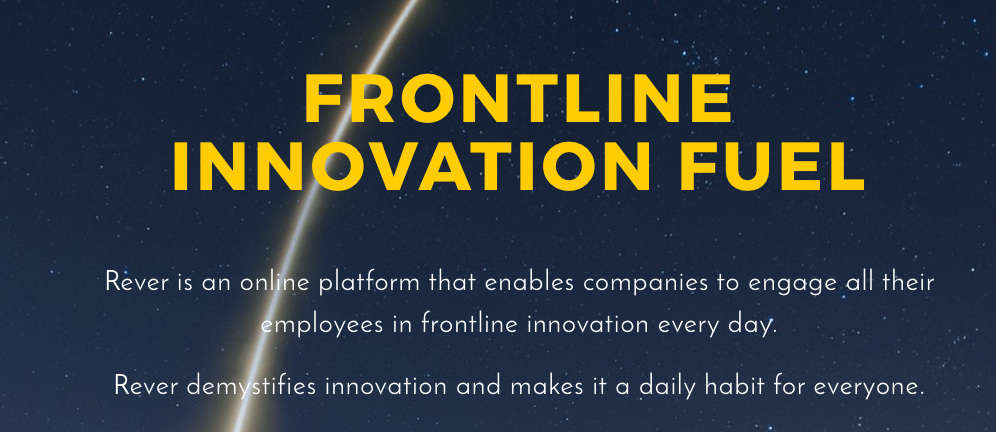 FRONTLINE
INNOVATION FUEL
Rever is an online platform that enables companies to engage all their
employees in frontline innovation every day.
Rever demystifies innovation and makes it a daily habit for everyone.